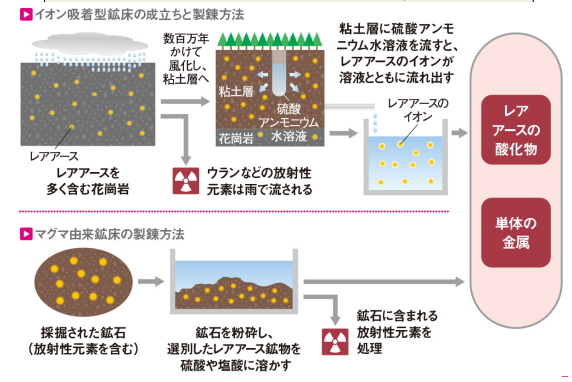 イオン吸着型鉱床の成立ちと製錬方法
数百万年
かけて
風化し、
粘土層へ
粘土層に硫酸アンモ
ニウム水溶液を流すと、
レアアースのイオンが
溶液とともに流れ出す
粘土層
硫酸
アンモニウム
水溶液
花崗岩
レアアース
レアアースを
多く含む花崗岩
ウランなどの放射性
元素は雨で流される
レアアースの
イオン
レア
アースの
酸化物
単体の
金属
マグマ由来鉱床の製錬方法
採掘された鉱石
(放射性元素を含む)
鉱石を粉砕し、
選別したレアアース鉱物を
硫酸や塩酸に溶かす
鉱石に含まれる
放射性元素を
処理